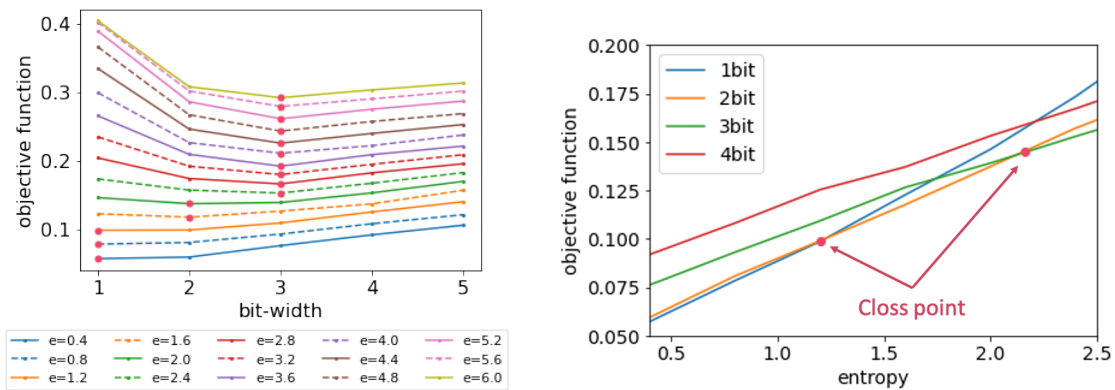 objective function
0.4
0.3
0.2
0.1
1 2 3 4 5
bit-width
e=0.4 e=1.6 e=2.8 e=4.0 e=5.2
e=0.8 e=2.0 e=3.2 e=4.4 e=5.6
e=1.2 e=2.4 e=3.6 e=4.8 e=6.0
objective function
0.200
0.175
0.150
0.125
0.100
0.075
0.050
1bit
2bit
3bit
4bit
Closs point
0.5 1.0 1.5 2.0 2.5
entropy